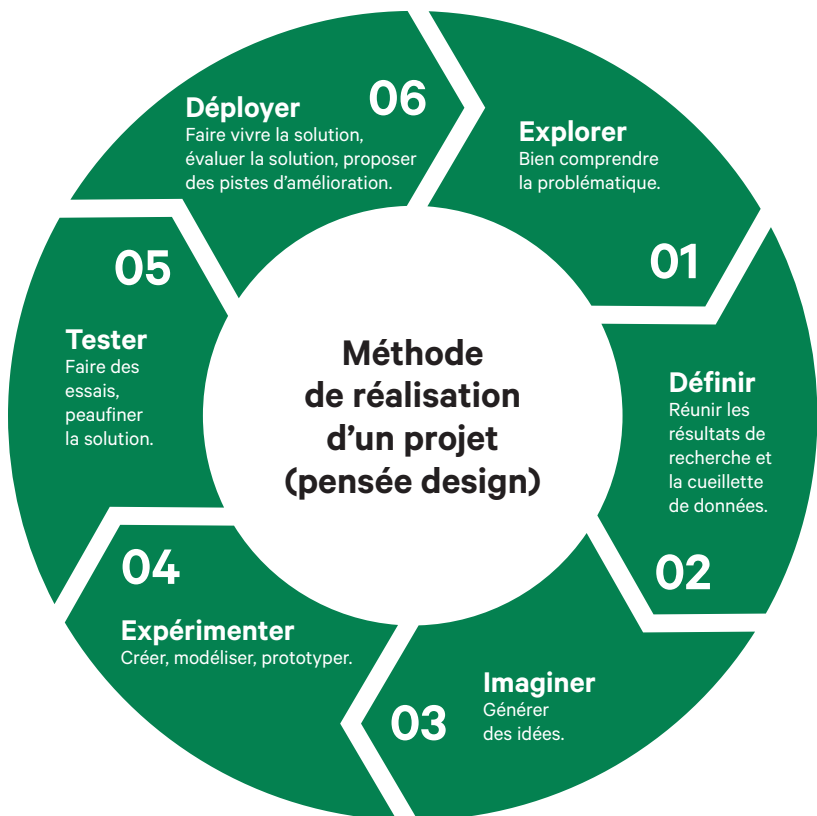 Méthode
de réalisation
d’un projet
(pensée design)
Explorer
Bien comprendre
la problématique.
01
Définir
Réunir les
résultats de
recherche et
la cueillette
de données.
02
Imaginer
Générer
des idées.
03
04
Expérimenter
Créer, modéliser, prototyper.
05
Tester
Faire des
essais,
peaufiner
la solution.
06
Déployer
Faire vivre la solution,
évaluer la solution, proposer
des pistes d’amélioration.